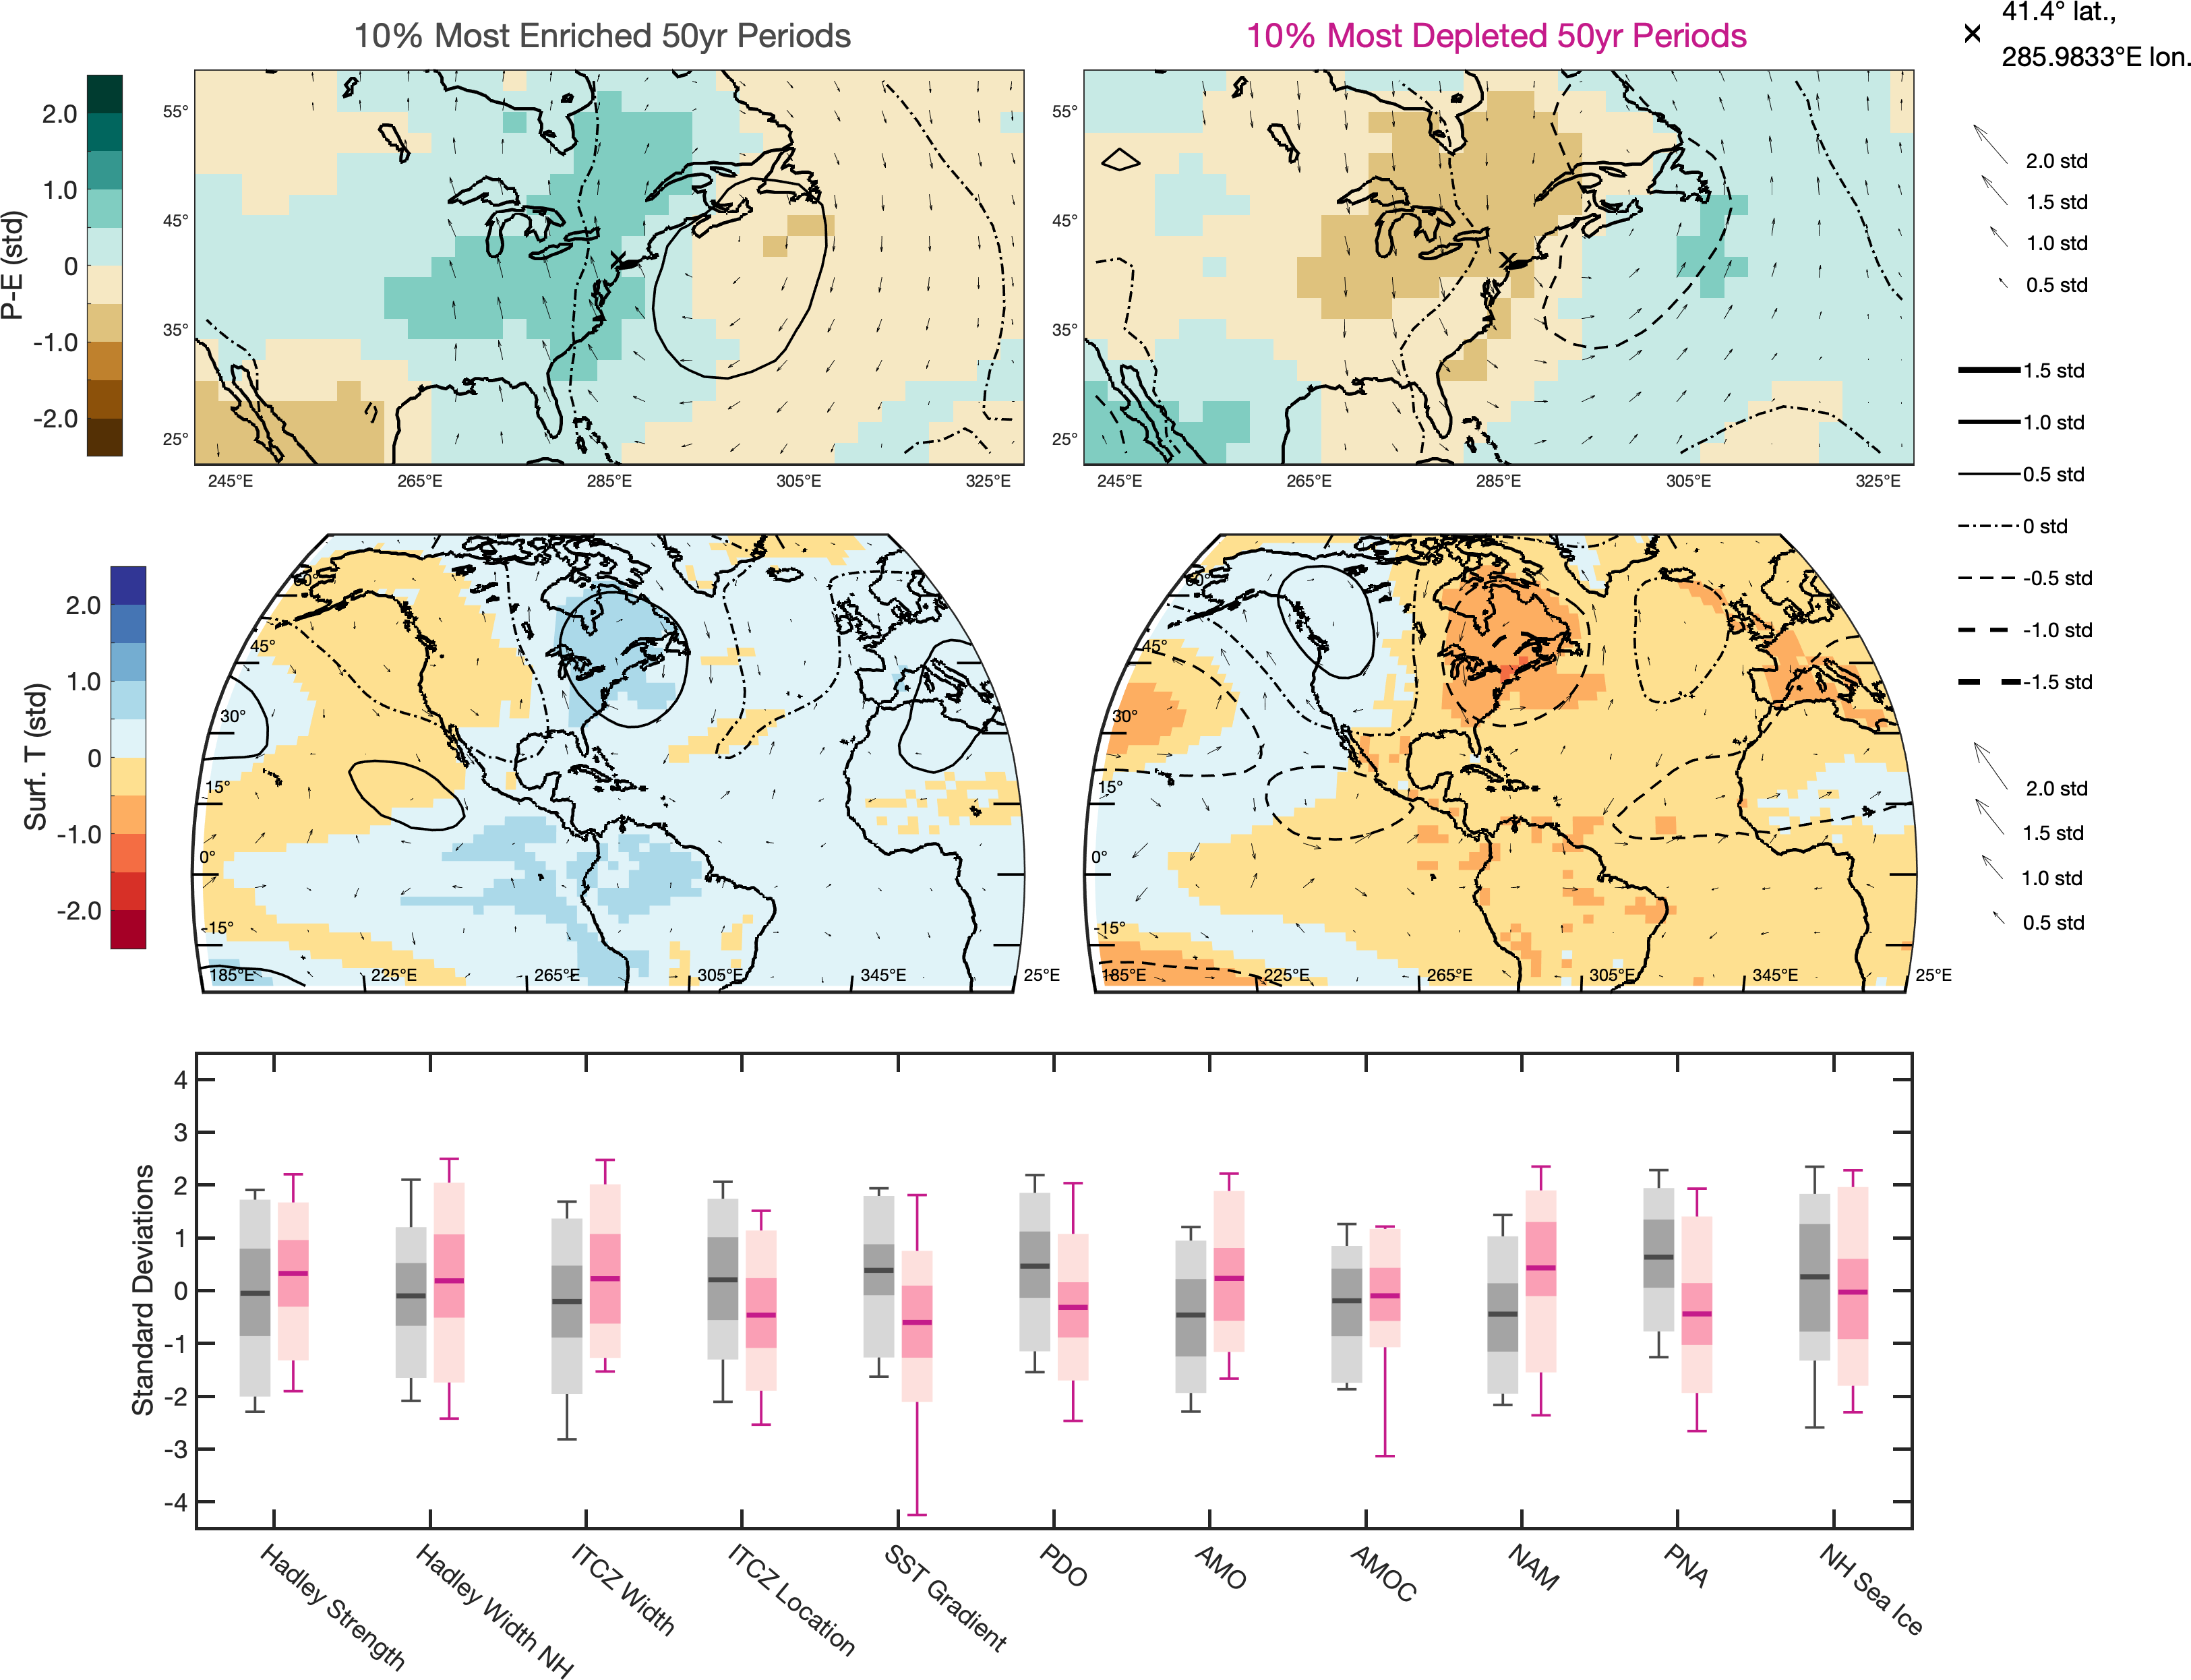 10% Most Enriched 50yr Periods
10% Most Depleted 50yr Periods
41.4° lat.,
285.9833°E lon.
P-E (std)
2.0
1.0
0
-1.0
-2.0
55°
45°
35°
25°
245°E
265°E
285°E
305°E
325°E
55°
45°
35°
25°
245°E
265°E
285°E
305°E
325°E
2.0 std
1.5 std
1.0 std
0.5 std
1.5 std
1.0 std
0.5 std
0 std
-0.5 std
-1.0 std
-1.5 std
2.0 std
1.5 std
1.0 std
0.5 std
Surf. T (std)
2.0
1.0
0
-1.0
-2.0
60°
45°
30°
15°
0°
-15°
185°E
225°E
265°E
305°E
345°E
25°E
60°
45°
30°
15°
0°
-15°
185°E
225°E
265°E
305°E
345°E
25°E
Standard Deviations
4
3
2
1
0
-1
-2
-3
-4
Hadley Strength
Hadley Width NH
ITCZ Width
ITCZ Location
SST Gradient
PDO
AMO
AMOC
NAM
PNA
NH Sea Ice